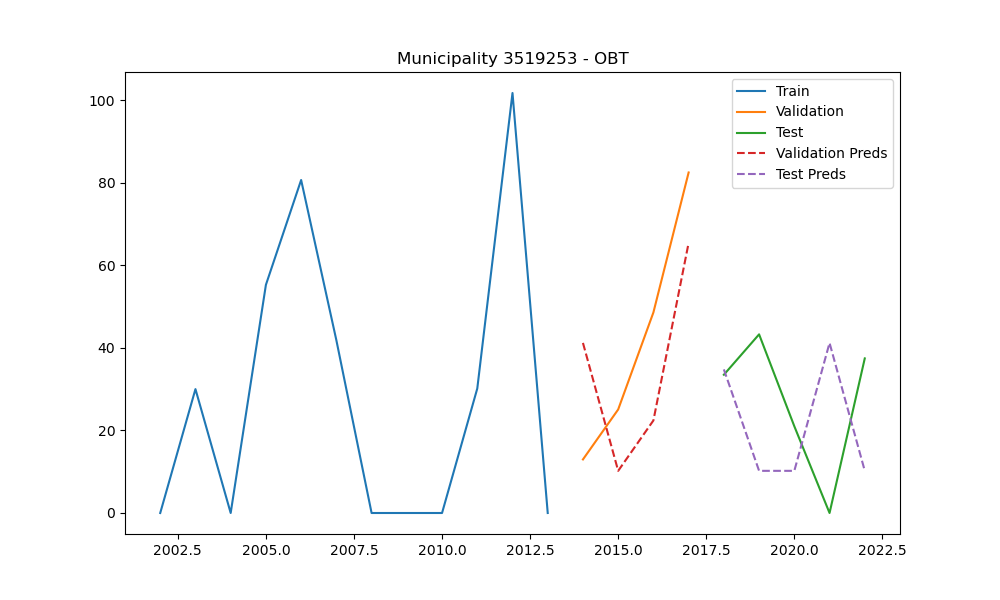 Municipality 3519253 - OBT
Train
Validation
Test
Validation Preds
Test Preds
100
80
60
40
20
0
2002.5 2005.0 2007.5 2010.0 2012.5 2015.0 2017.5 2020.0 2022.5